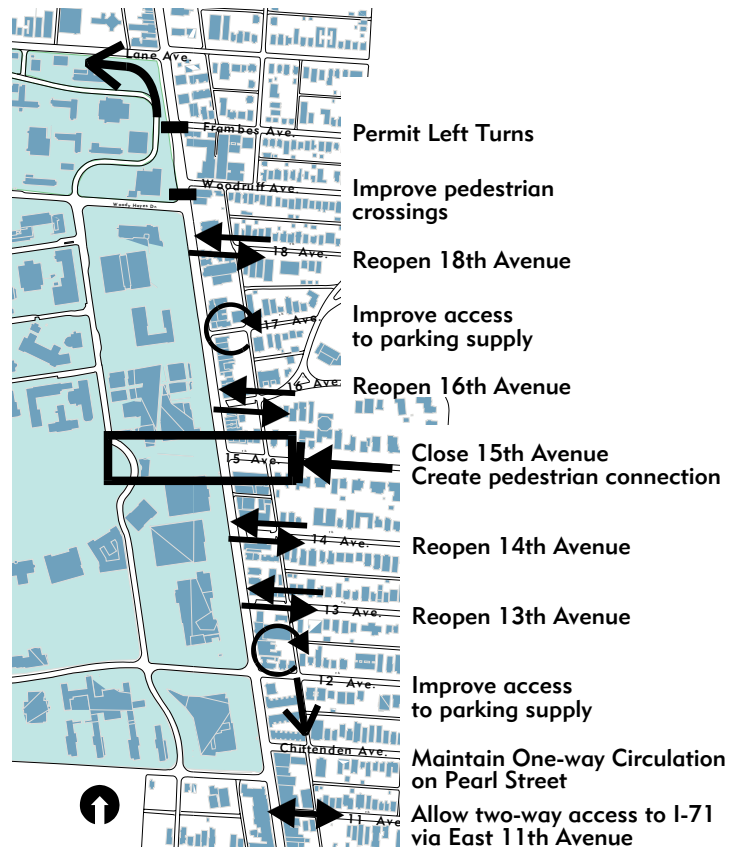 Lane Ave.
Frambes Ave.
Permit Left Turns
Woodruff Ave.
Improve pedestrian
crossings
Woody Hayes Dr.
18 Ave.
Reopen 18th Avenue
17 Ave.
Improve access
to parking supply
16 Ave
Reopen 16th Avenue
15 Ave.
Close 15th Avenue
Create pedestrian connection
14 Ave.
Reopen 14th Avenue
13 Ave.
Reopen 13th Avenue
12 Ave.
Improve access
to parking supply
Chittenden Ave.
Maintain One-way Circulation
on Pearl Street
11 Ave
Allow two-way access to I-71
via East 11th Avenue